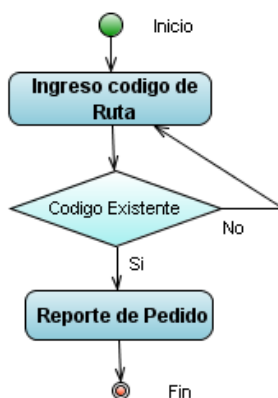 Inicio
Ingreso codigo de
Ruta
Codigo Existente
No
Si
Reporte de Pedido
Fin